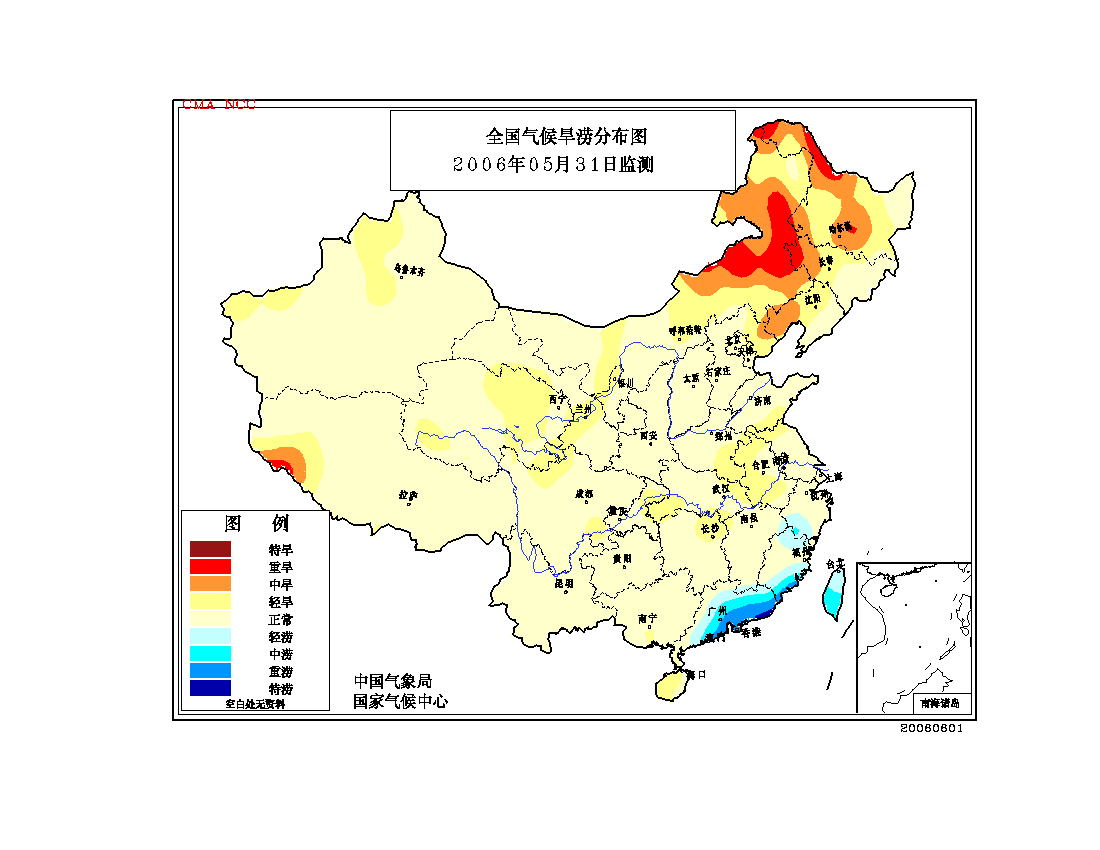 CMA NCC
全国气候旱涝分布图
2006年05月31日监测
哈尔滨
长春
乌鲁木齐
沈阳
呼和浩特
北京
天津
银川
太原
石家庄
西宁
济南
兰州
西安
郑州
合肥
南京
上海
拉萨
成都
武汉
杭州
重庆
南昌
长沙
贵阳
福州
台北
昆明
广州
南宁
澳门
香港
海口
图 例
特旱
重旱
中旱
轻旱
正常
轻涝
中涝
重涝
特涝
空白处无资料
中国气象局
国家气候中心
南海诸岛
20060601